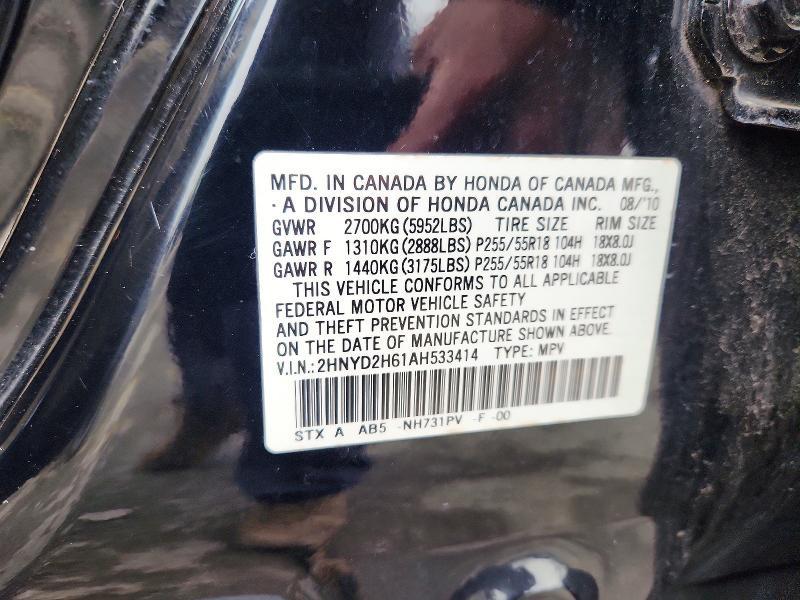 MFD. IN CANADA BY HONDA OF CANADA MFG.,
· A DIVISION OF HONDA CANADA INC. 08/'10
GVWR 2700KG(5952LBS) TIRE SIZE RIM SIZE
GAWR F 1310KG(2888LBS) P255/55R18 104H 18X8.0J
GAWR R 1440KG(3175LBS) P255/55R18 104H 18X8.0J
THIS VEHICLE CONFORMS TO ALL APPLICABLE
FEDERAL MOTOR VEHICLE SAFETY
AND THEFT PREVENTION STANDARDS IN EFFECT
ON THE DATE OF MANUFACTURE SHOWN ABOVE.
V.I.N.: 2HNYD2H61AH533414 TYPE: MPV
STX A AB5 -NH731PV -F -00